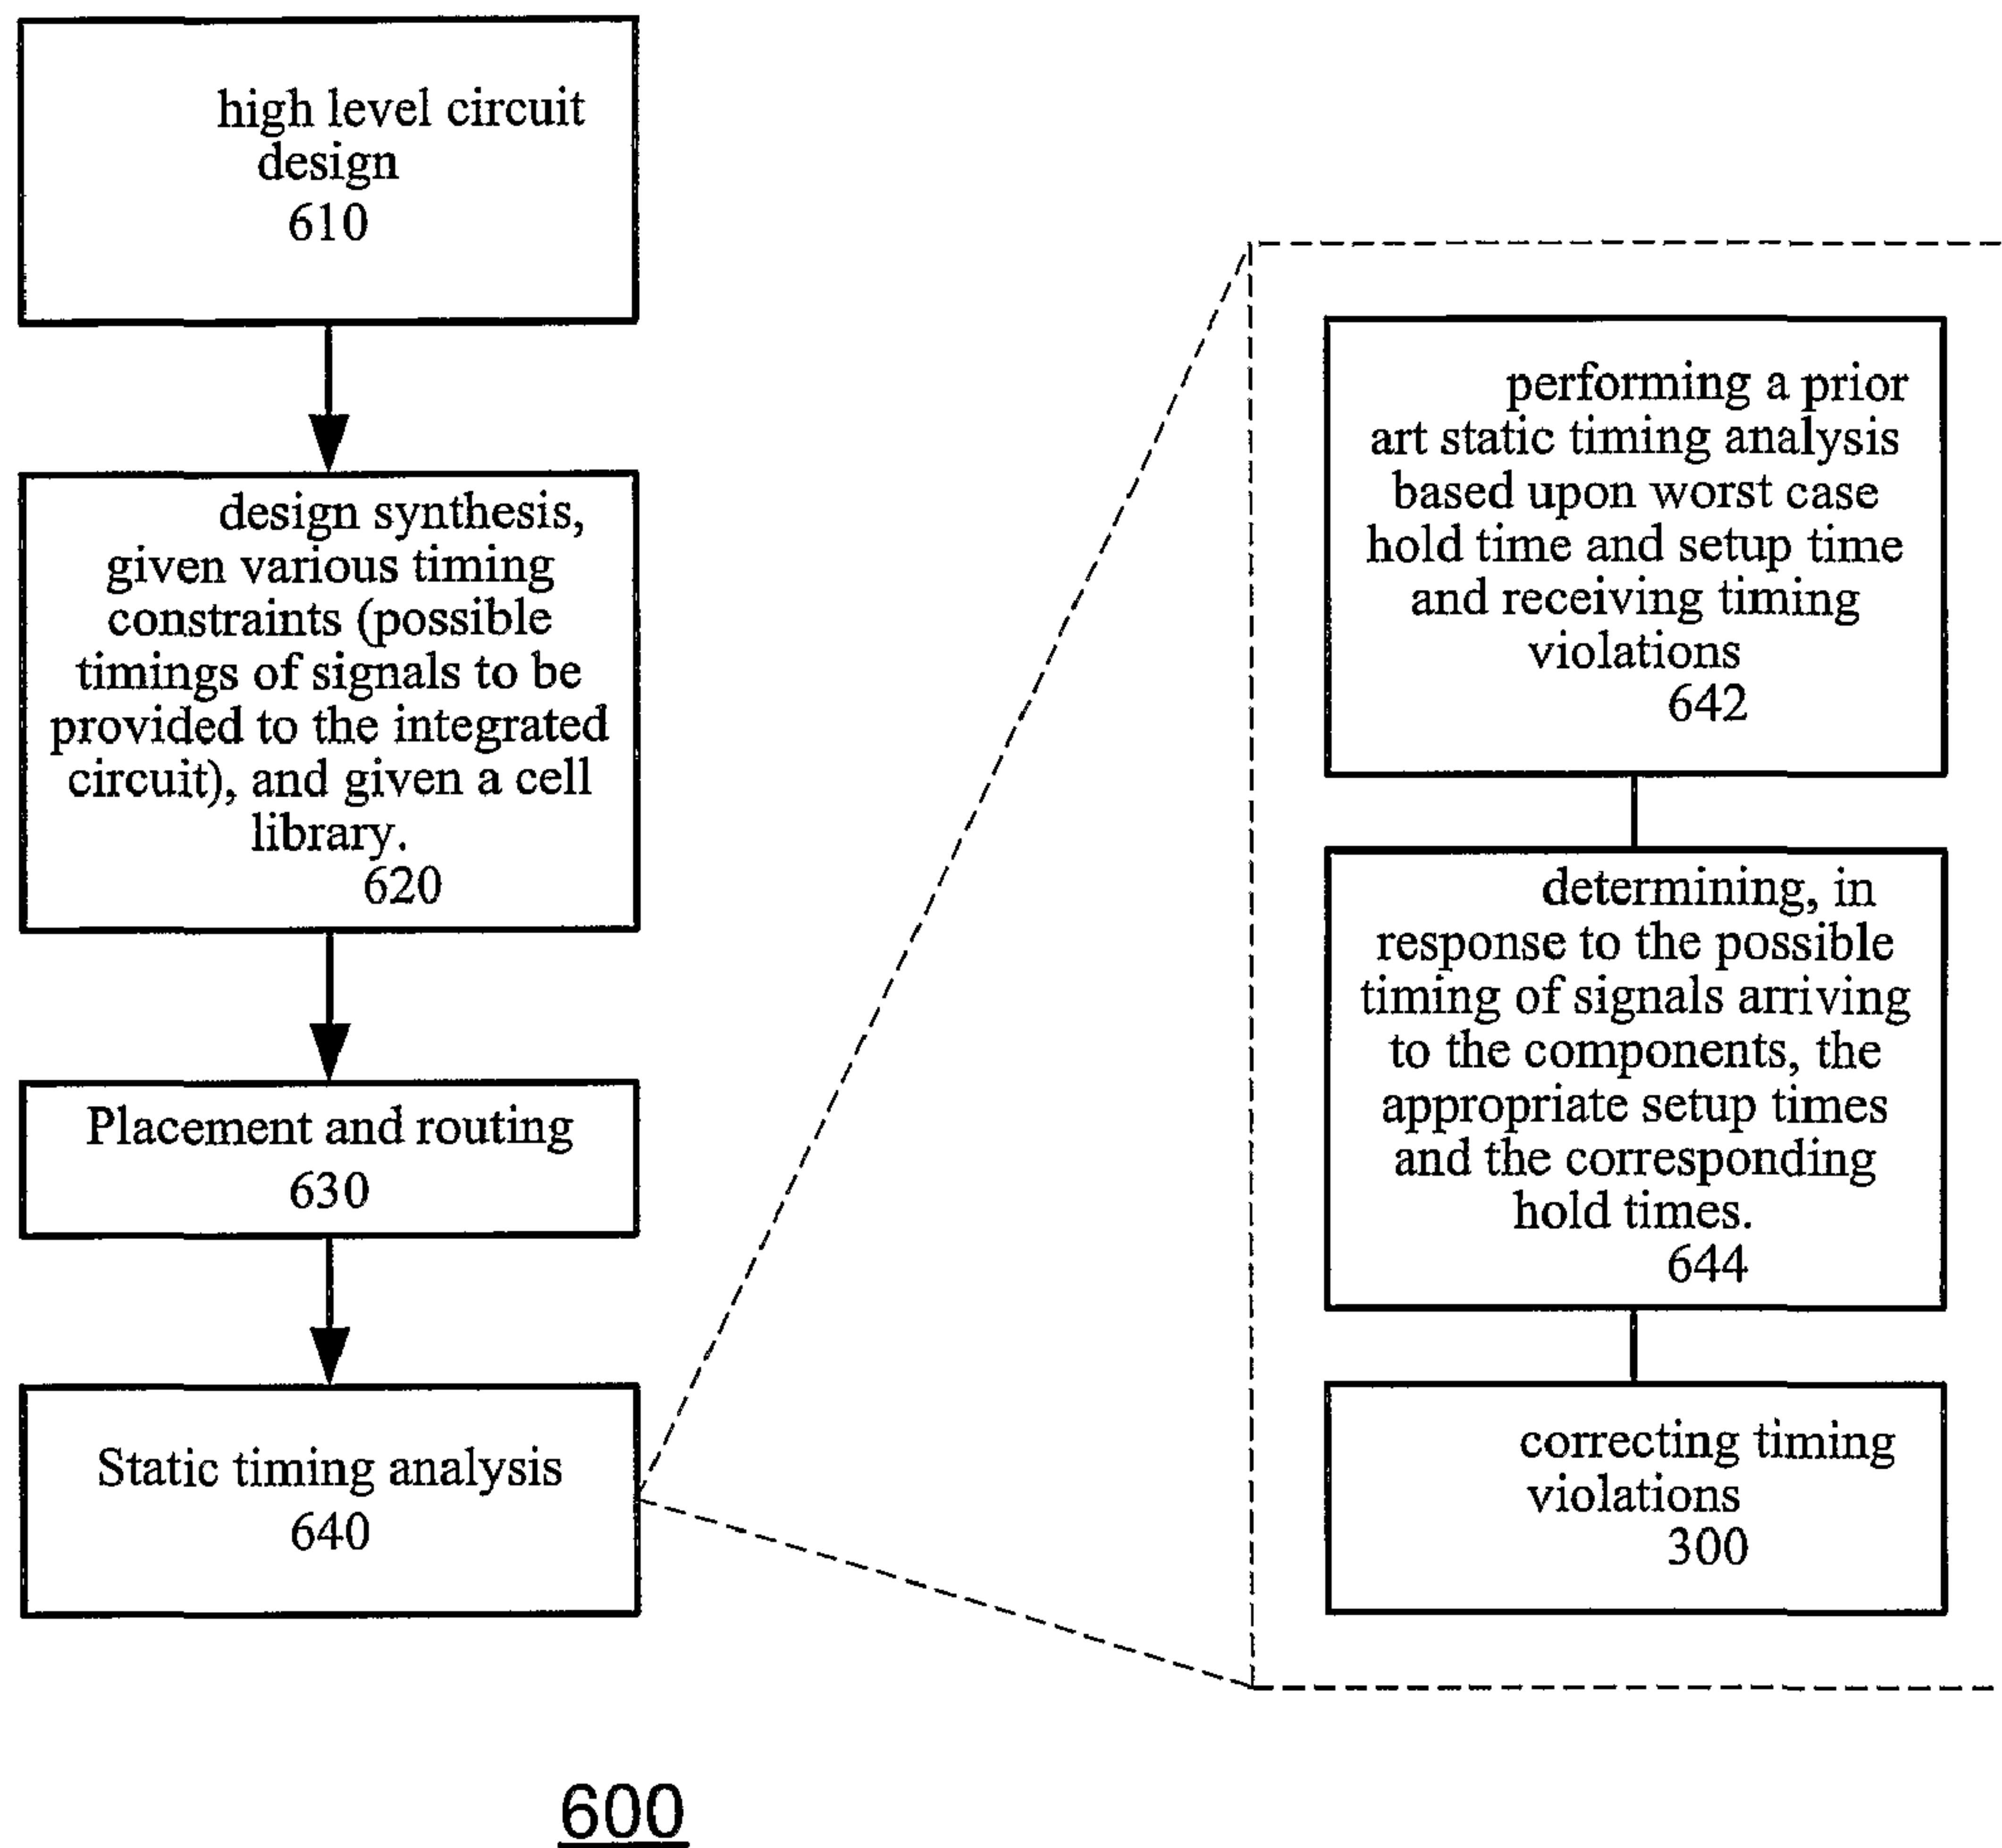 high level circuit
design
610
design synthesis,
given various timing
constraints (possible
timings of signals to be
provided to the integrated
circuit), and given a cell
library.
620
Placement and routing
630
Static timing analysis
640
performing a prior
art static timing analysis
based upon worst case
hold time and setup time
and receiving timing
violations
642
determining, in
response to the possible
timing of signals arriving
to the components, the
appropriate setup times
and the corresponding
hold times.
644
correcting timing
violations
300
600